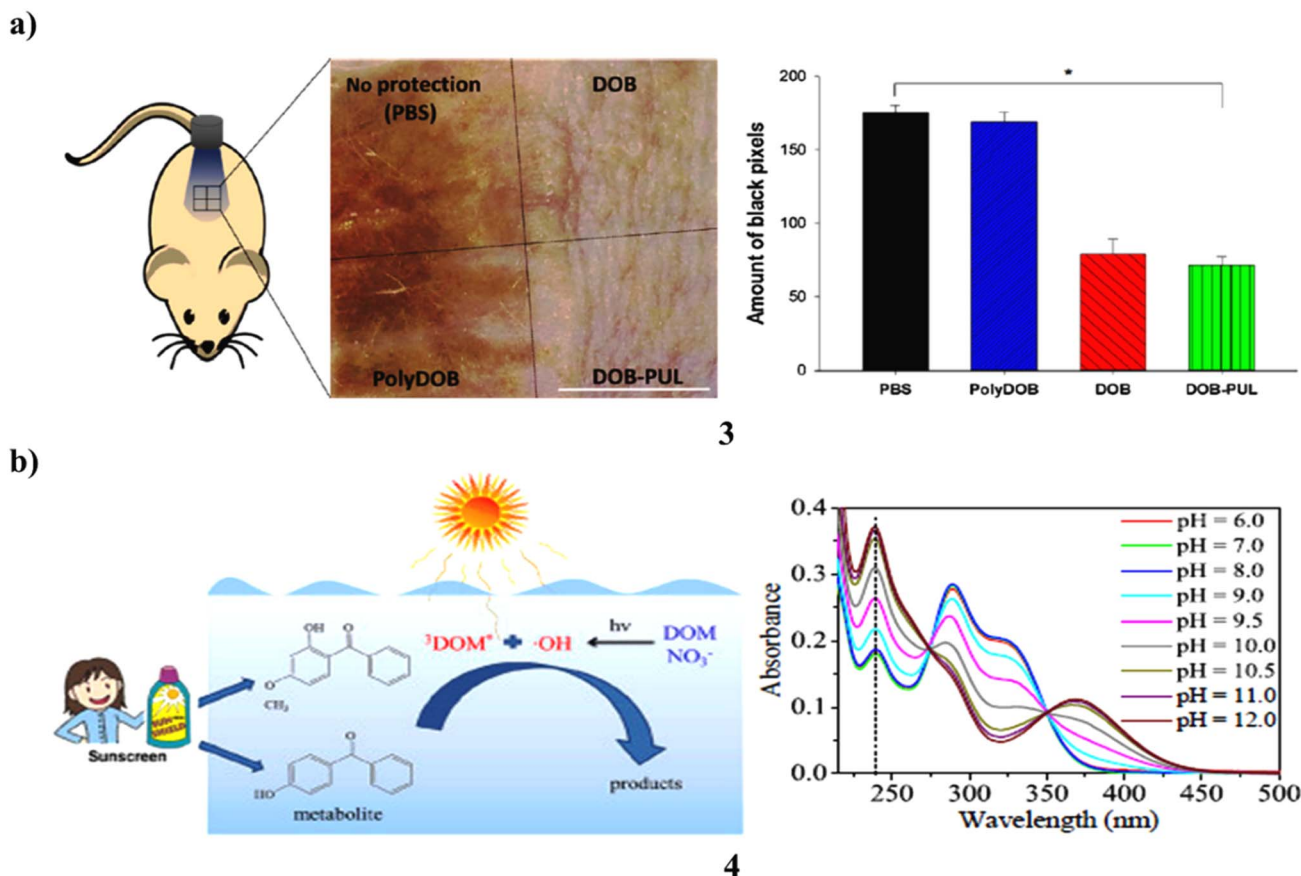 a)
No protection
(PBS)
DOB
PolyDOB
DOB-PUL
200
150
100
50
0
Amount of black pixels
*
PBS
PolyDOB
DOB
DOB-PUL
3
b)
Sunscreen
SUN
SHIELD
OH
O
O
CH₃
O
HO
metabolite
³DOM*
·OH
hν
DOM
NO₃⁻
products
0.4
0.3
0.2
0.1
0.0
Absorbance
250
300
350
400
450
500
Wavelength (nm)
pH = 6.0
pH = 7.0
pH = 8.0
pH = 9.0
pH = 9.5
pH = 10.0
pH = 10.5
pH = 11.0
pH = 12.0
4